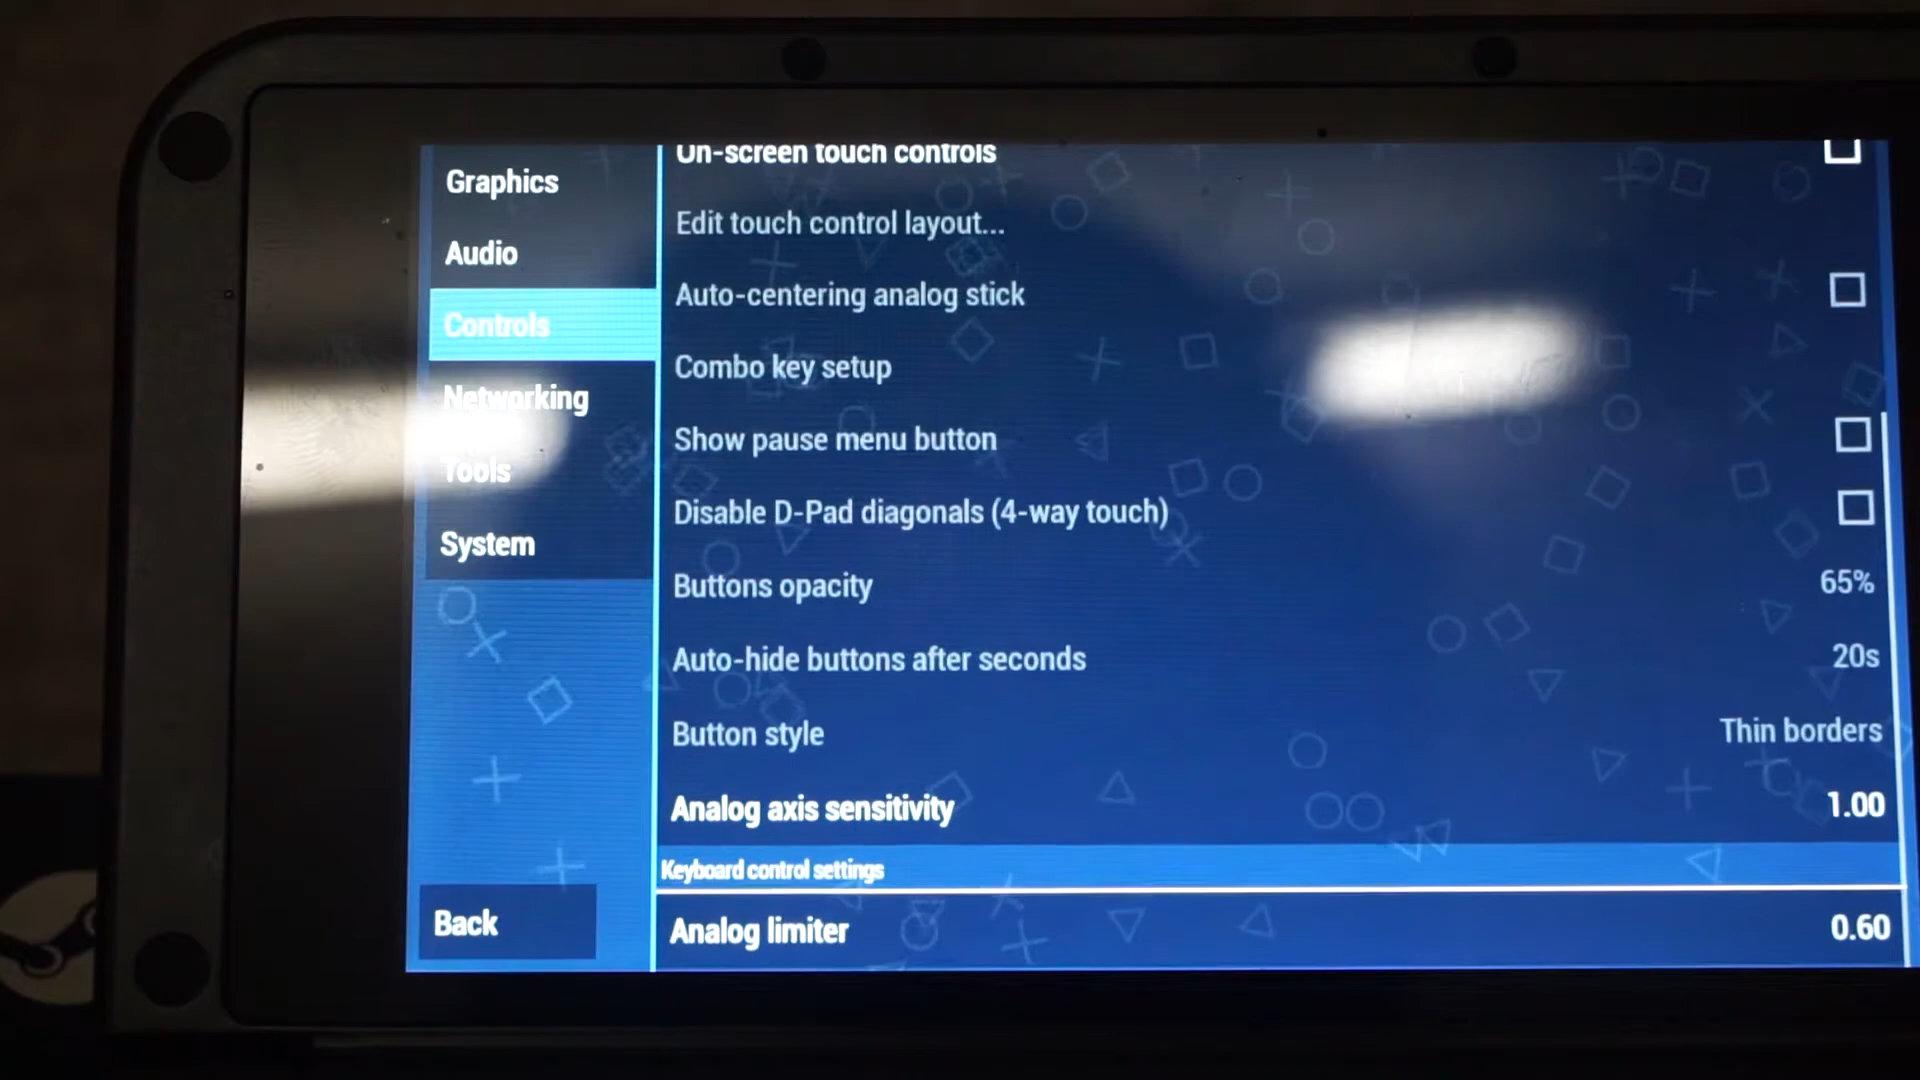 Graphics
Audio
Controls
Networking
Tools
System
Back
On-screen touch controls
Edit touch control layout...
Auto-centering analog stick
Combo key setup
Show pause menu button
Disable D-Pad diagonals (4-way touch)
Buttons opacity 65%
Auto-hide buttons after seconds 20s
Button style Thin borders
Analog axis sensitivity 1.00
Keyboard control settings
Analog limiter 0.60